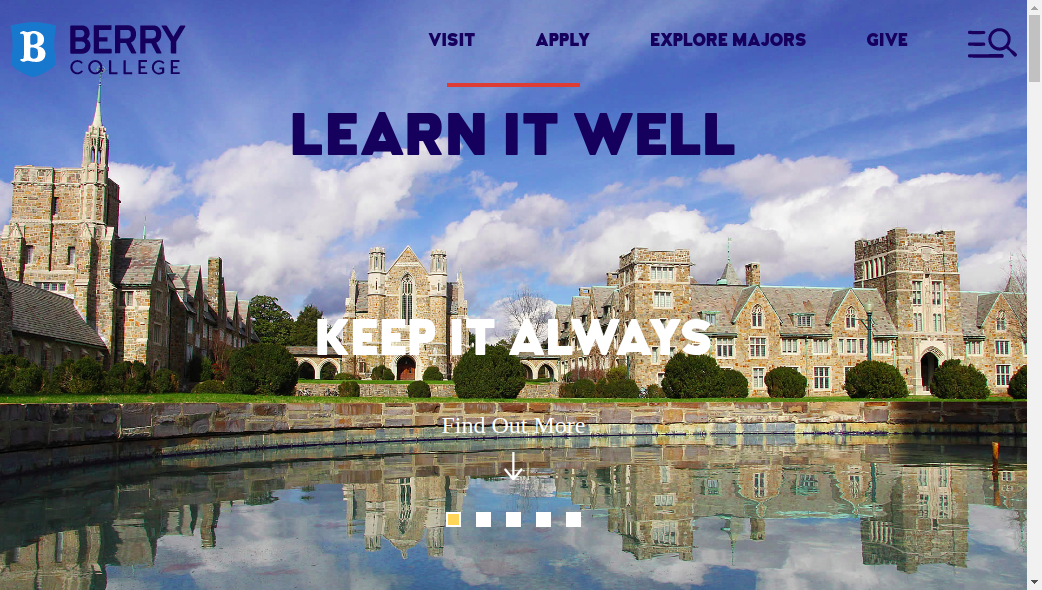 B BERRY
COLLEGE
VISIT APPLY EXPLORE MAJORS GIVE
LEARN IT WELL
KEEP IT ALWAYS
Find Out More